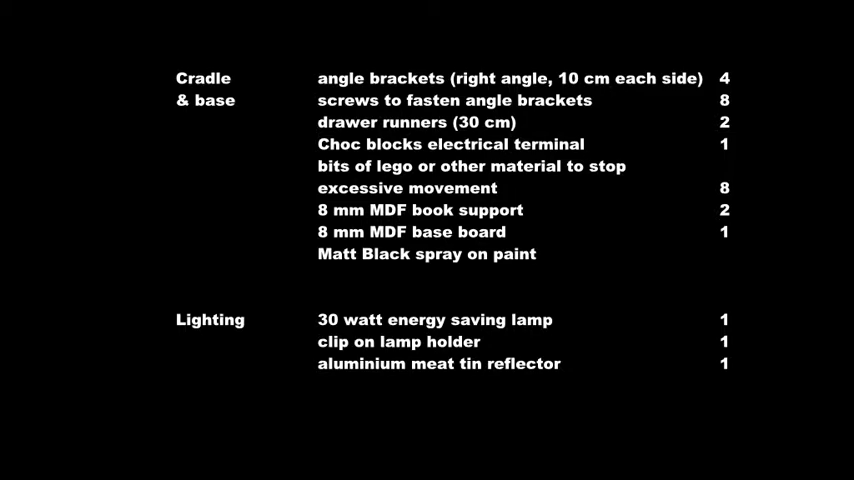 Cradle angle brackets (right angle, 10 cm each side) 4
& base screws to fasten angle brackets 8
drawer runners (30 cm) 2
Choc blocks electrical terminal 1
bits of lego or other material to stop
excessive movement 8
8 mm MDF book support 2
8 mm MDF base board 1
Matt Black spray on paint
Lighting 30 watt energy saving lamp 1
clip on lamp holder 1
aluminium meat tin reflector 1